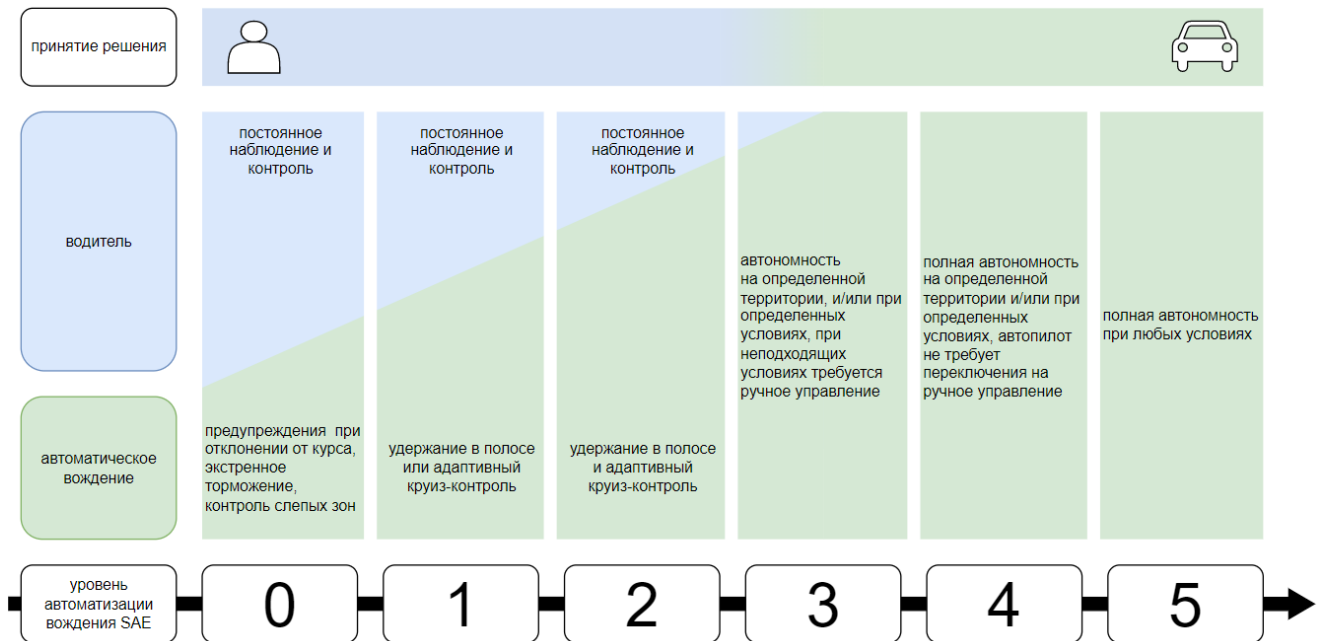 принятие решения
водитель
постоянное
наблюдение и
контроль
постоянное
наблюдение и
контроль
постоянное
наблюдение и
контроль
автономность
на определенной
территории, и/или при
определенных
условиях, при
неподходящих
условиях требуется
ручное управление
полная автономность
на определенной
территории и/или при
определенных
условиях, автопилот
не требует
переключения на
ручное управление
полная автономность
при любых условиях
автоматическое
вождение
предупреждения при
отклонении от курса,
экстренное
торможение,
контроль слепых зон
удержание в полосе
или адаптивный
круиз-контроль
удержание в полосе
и адаптивный
круиз-контроль
уровень
автоматизации
вождения SAE
0
1
2
3
4
5